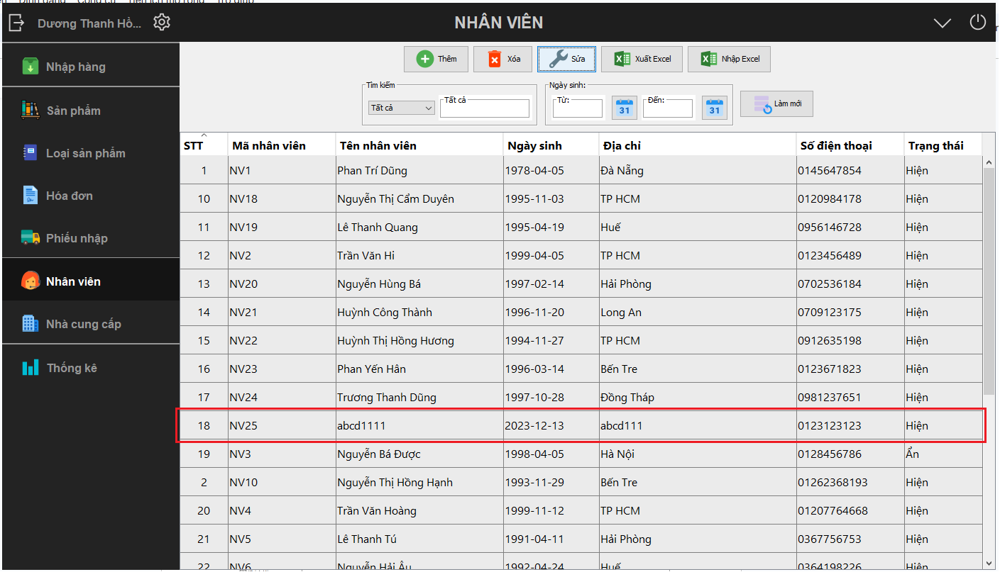 Dương Thanh Hồ...
NHÂN VIÊN
Nhập hàng
Sản phẩm
Loại sản phẩm
Hóa đơn
Phiếu nhập
Nhân viên
Nhà cung cấp
Thống kê
Thêm Xóa Sửa Xuất Excel Nhập Excel
Tìm kiếm Ngày sinh:
Tất cả Tất cả Từ: 31 Đến: 31 Làm mới
STT Mã nhân viên Tên nhân viên Ngày sinh Địa chỉ Số điện thoại Trạng thái
1 NV1 Phan Trí Dũng 1978-04-05 Đà Nẵng 0145647854 Hiện
10 NV18 Nguyễn Thị Cẩm Duyên 1995-11-03 TP HCM 0120984178 Hiện
11 NV19 Lê Thanh Quang 1995-04-19 Huế 0956146728 Hiện
12 NV2 Trần Văn Hi 1999-04-05 TP HCM 0123456489 Hiện
13 NV20 Nguyễn Hùng Bá 1997-02-14 Hải Phòng 0702536184 Hiện
14 NV21 Huỳnh Công Thành 1996-11-20 Long An 0709123175 Hiện
15 NV22 Huỳnh Thị Hồng Hương 1994-11-27 TP HCM 0912635198 Hiện
16 NV23 Phan Yến Hân 1996-03-14 Bến Tre 0123671823 Hiện
17 NV24 Trương Thanh Dũng 1997-10-28 Đồng Tháp 0981237651 Hiện
18 NV25 abcd1111 2023-12-13 abcd111 0123123123 Hiện
19 NV3 Nguyễn Bá Được 1998-04-05 Hà Nội 0128456786 Ẩn
2 NV10 Nguyễn Thị Hồng Hạnh 1993-11-29 Bến Tre 01262368193 Hiện
20 NV4 Trần Văn Hoàng 1999-11-12 TP HCM 01207764668 Hiện
21 NV5 Lê Thanh Tú 1991-04-11 Hải Phòng 0367756753 Hiện
22 NV6 Nguyễn Hải Âu 1992-04-24 Huế 0364198226 Hiện